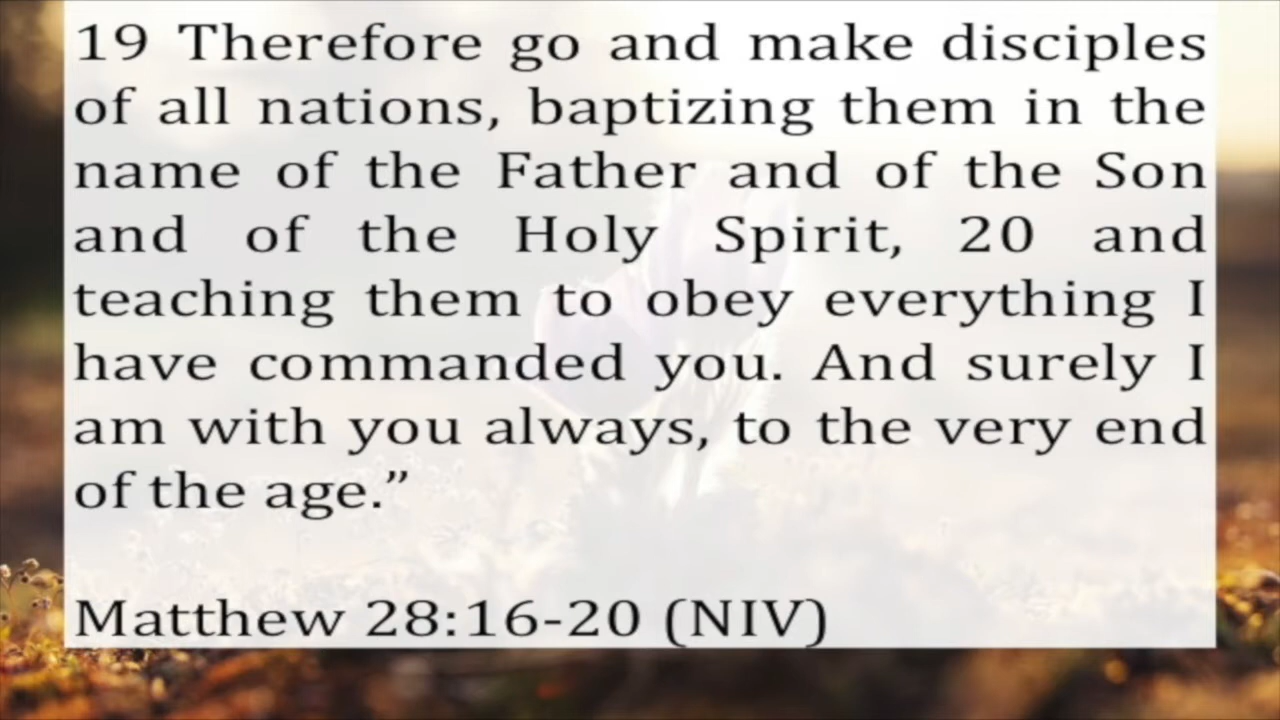 19 Therefore go and make disciples
of all nations, baptizing them in the
name of the Father and of the Son
and of the Holy Spirit, 20 and
teaching them to obey everything I
have commanded you. And surely I
am with you always, to the very end
of the age.”
Matthew 28:16-20 (NIV)